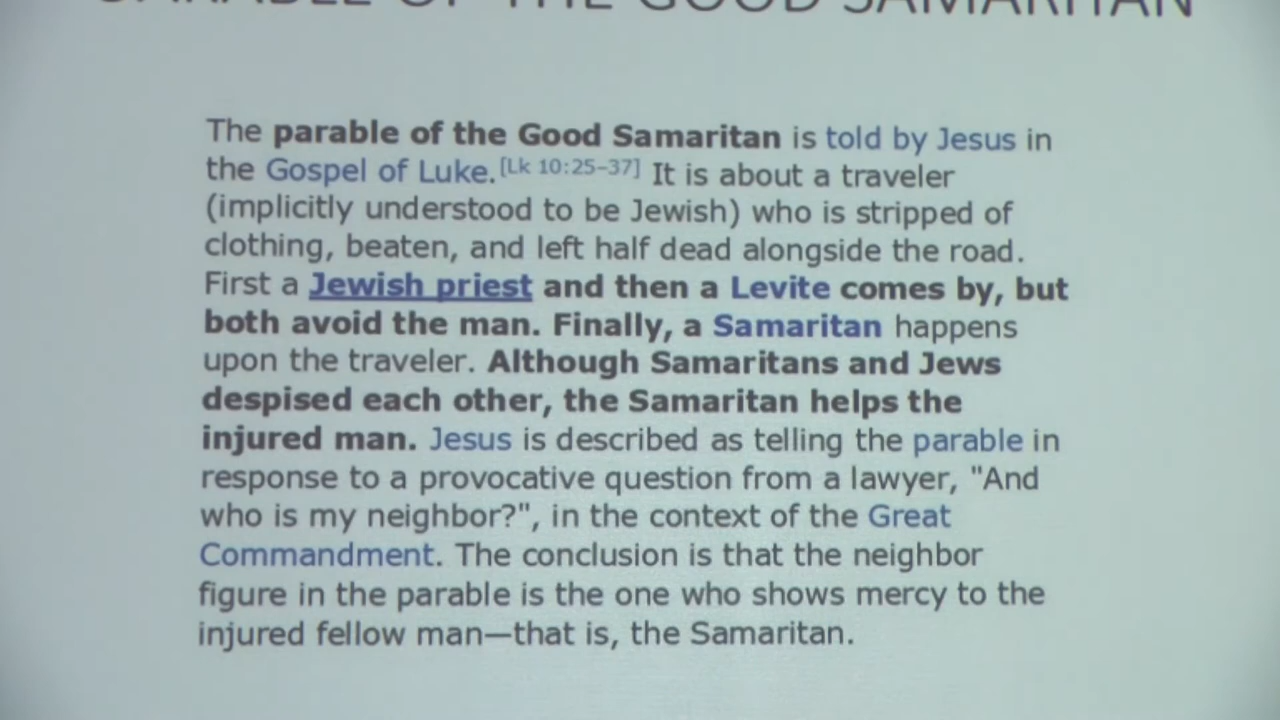 PARABLE OF THE GOOD SAMARITAN
The parable of the Good Samaritan is told by Jesus in
the Gospel of Luke.[Lk 10:25–37] It is about a traveler
(implicitly understood to be Jewish) who is stripped of
clothing, beaten, and left half dead alongside the road.
First a Jewish priest and then a Levite comes by, but
both avoid the man. Finally, a Samaritan happens
upon the traveler. Although Samaritans and Jews
despised each other, the Samaritan helps the
injured man. Jesus is described as telling the parable in
response to a provocative question from a lawyer, "And
who is my neighbor?", in the context of the Great
Commandment. The conclusion is that the neighbor
figure in the parable is the one who shows mercy to the
injured fellow man—that is, the Samaritan.